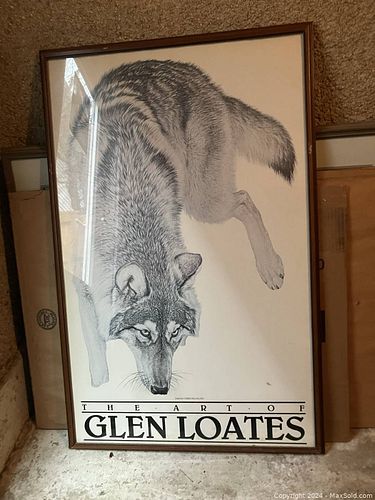 THE·ART·OF
GLEN LOATES
Copyright 2024 - MaxSold.com